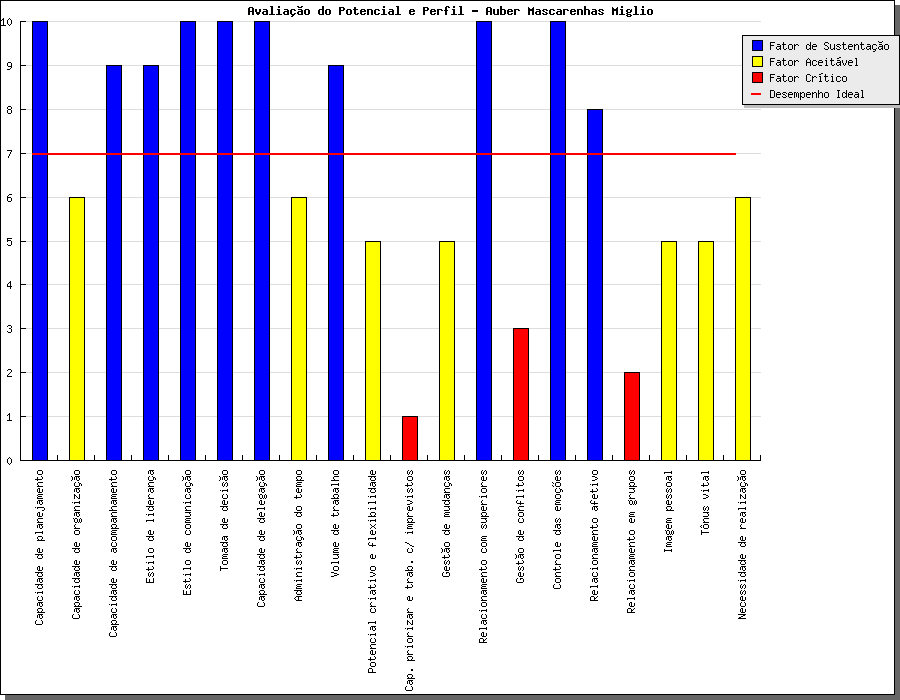 Avaliação do Potencial e Perfil - Auber Mascarenhas Miglio
Fator de Sustentação
Fator Aceitável
Fator Crítico
Desempenho Ideal
10
9
8
7
6
5
4
3
2
1
0
Capacidade de planejamento
Capacidade de organização
Capacidade de acompanhamento
Estilo de liderança
Estilo de comunicação
Tomada de decisão
Capacidade de delegação
Administração do tempo
Volume de trabalho
Potencial criativo e flexibilidade
Cap. priorizar e trab. c/ imprevistos
Gestão de mudanças
Relacionamento com superiores
Gestão de conflitos
Controle das emoções
Relacionamento afetivo
Relacionamento em grupos
Imagem pessoal
Tônus vital
Necessidade de realização